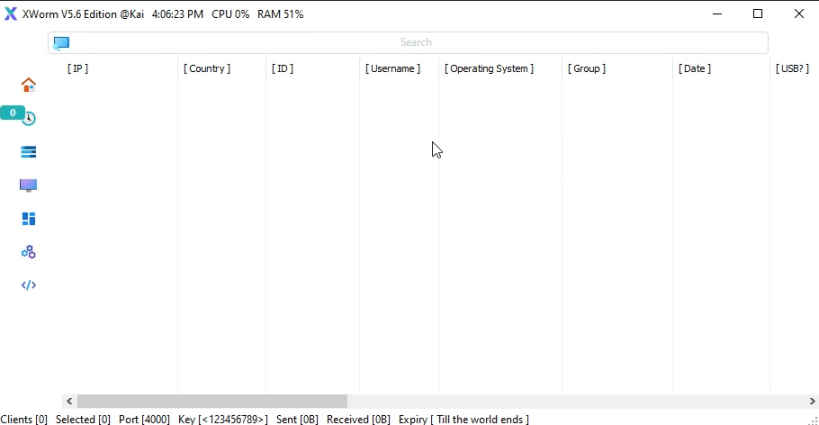 XWorm V5.6 Edition @Kai 4:06:23 PM CPU 0% RAM 51%
Search
[ IP ] [ Country ] [ ID ] [ Username ] [ Operating System ] [ Group ] [ Date ] [ USB? ]
0
Clients [0] Selected [0] Port [4000] Key [<123456789>] Sent [0B] Received [0B] Expiry [ Till the world ends ]